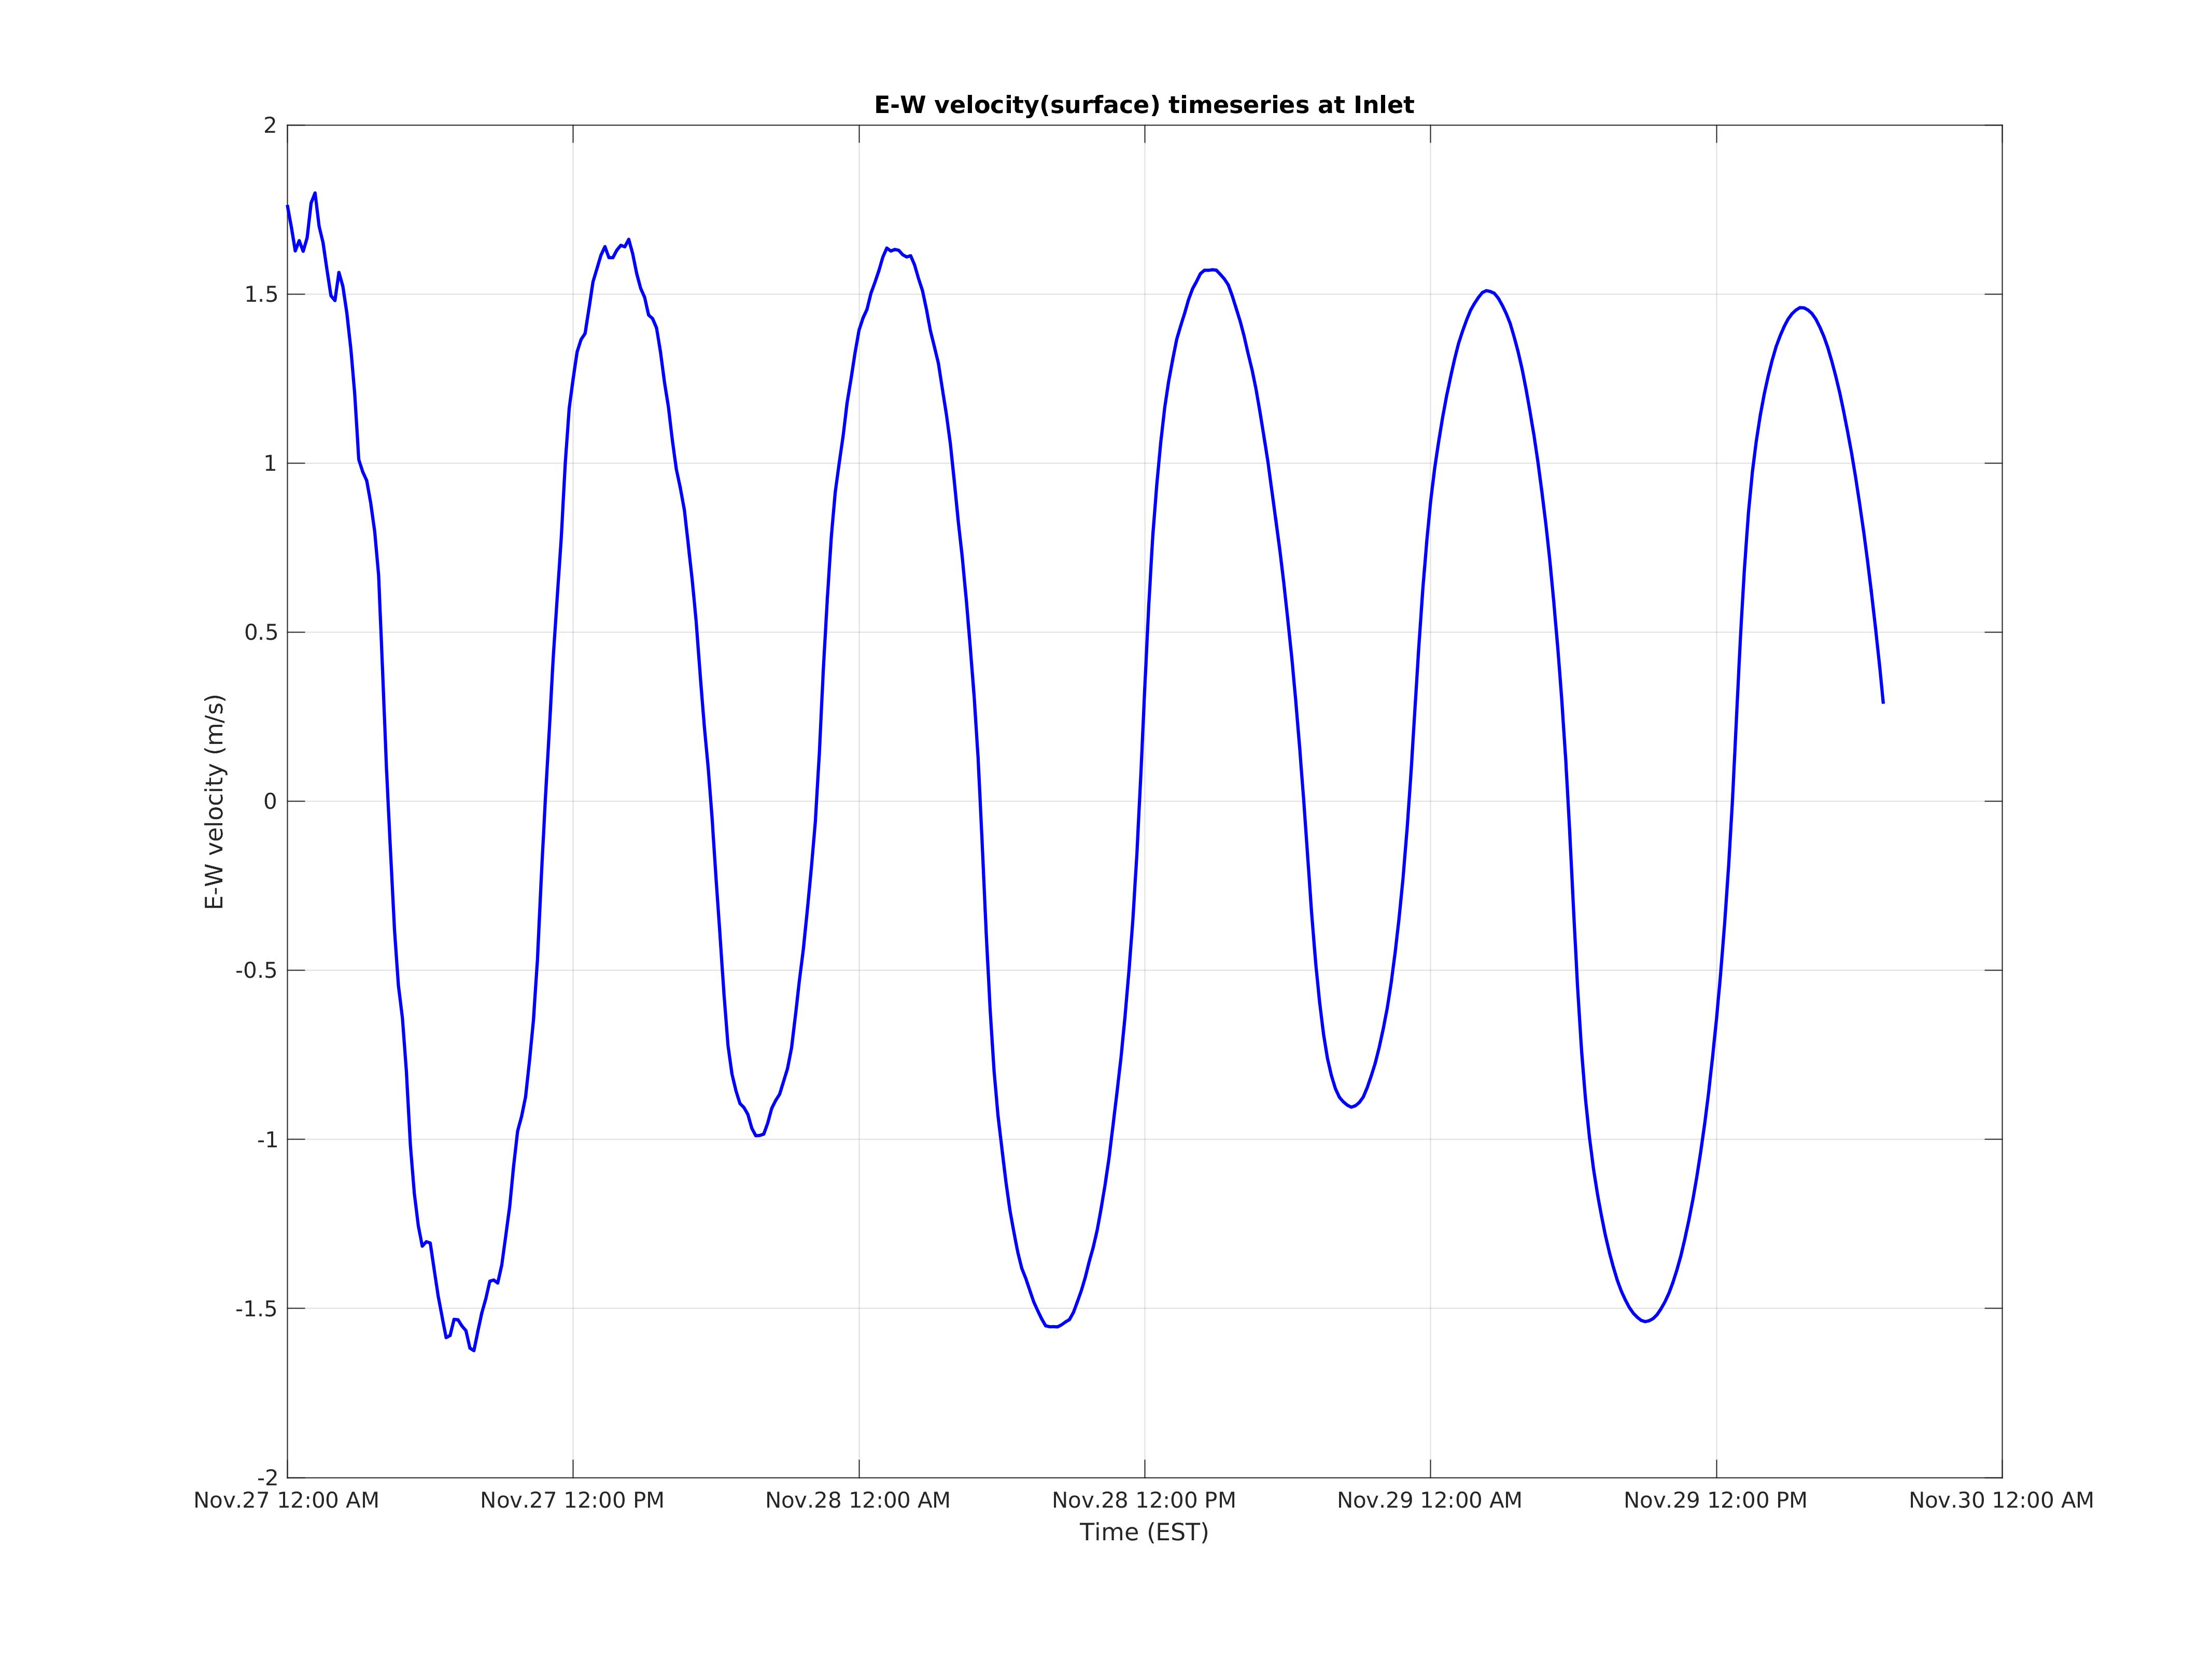 E-W velocity(surface) timeseries at Inlet
2
1.5
1
0.5
0
-0.5
-1
-1.5
-2
E-W velocity (m/s)
Nov.27 12:00 AM Nov.27 12:00 PM Nov.28 12:00 AM Nov.28 12:00 PM Nov.29 12:00 AM Nov.29 12:00 PM Nov.30 12:00 AM
Time (EST)